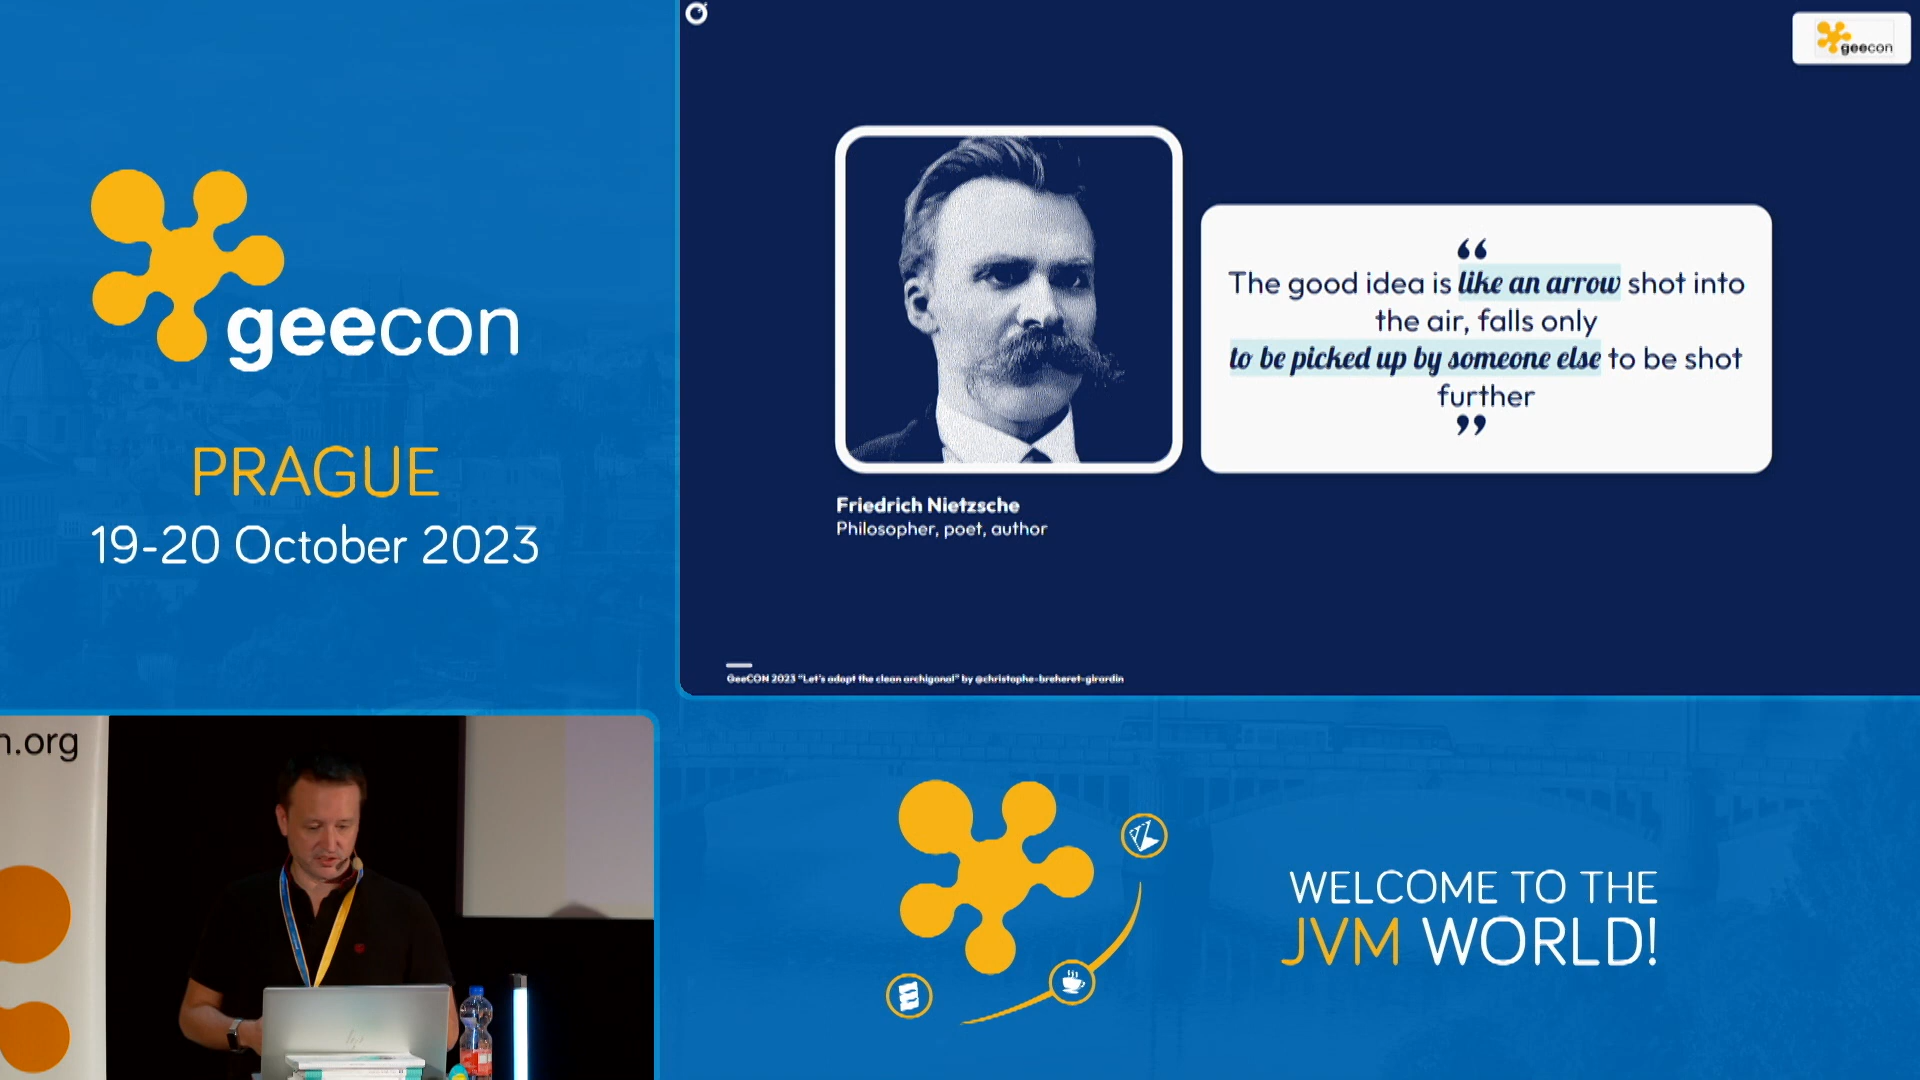 geecon
PRAGUE
19-20 October 2023
geecon
“
The good idea is like an arrow shot into
the air, falls only
to be picked up by someone else to be shot
further
”
Friedrich Nietzsche
Philosopher, poet, author
GeeCON 2023 "Let's adopt the clean archigonal" by @christophe-breheret-girardin
n.org
WELCOME TO THE
JVM WORLD!